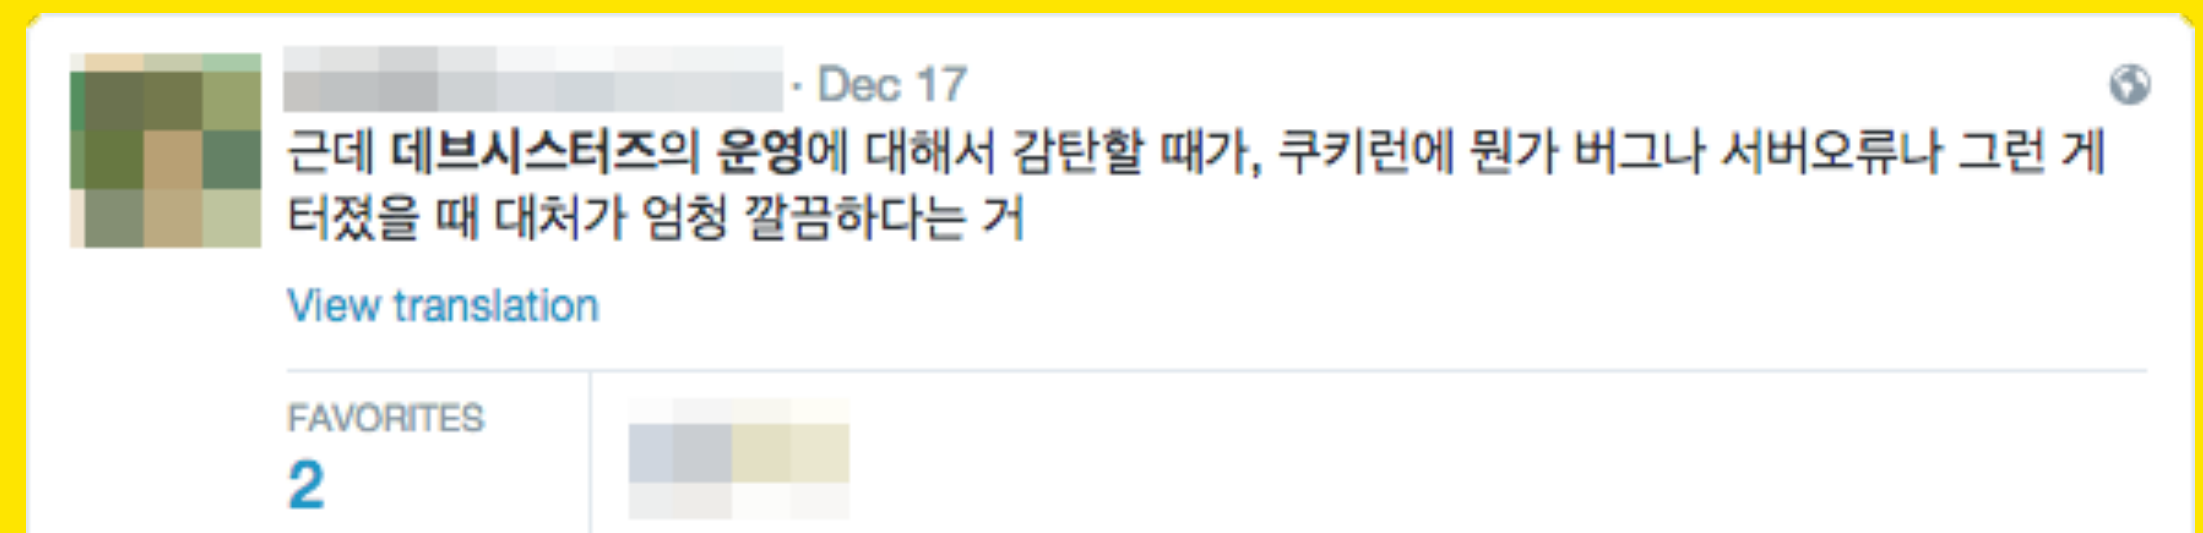 · Dec 17
근데 데브시스터즈의 운영에 대해서 감탄할 때가, 쿠키런에 뭔가 버그나 서버오류나 그런 게
터졌을 때 대처가 엄청 깔끔하다는 거
View translation
FAVORITES
2